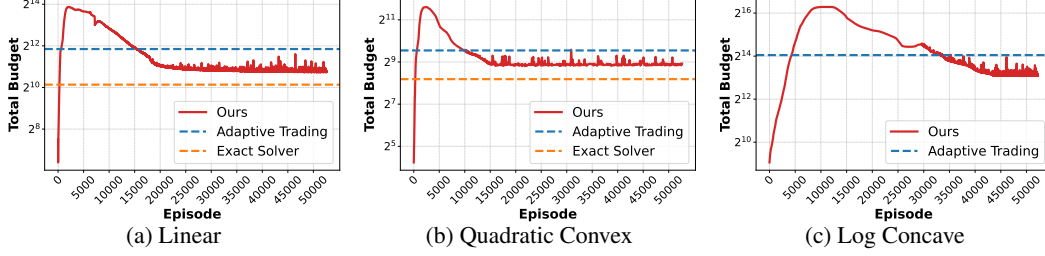 2^14
2^12
2^10
2^8
Total Budget
Ours
Adaptive Trading
Exact Solver
0 5000 10000 15000 20000 25000 30000 35000 40000 45000 50000
Episode
(a) Linear
2^11
2^9
2^7
2^5
Total Budget
Ours
Adaptive Trading
Exact Solver
0 5000 10000 15000 20000 25000 30000 35000 40000 45000 50000
Episode
(b) Quadratic Convex
2^16
2^14
2^12
2^10
Total Budget
Ours
Adaptive Trading
0 5000 10000 15000 20000 25000 30000 35000 40000 45000 50000
Episode
(c) Log Concave